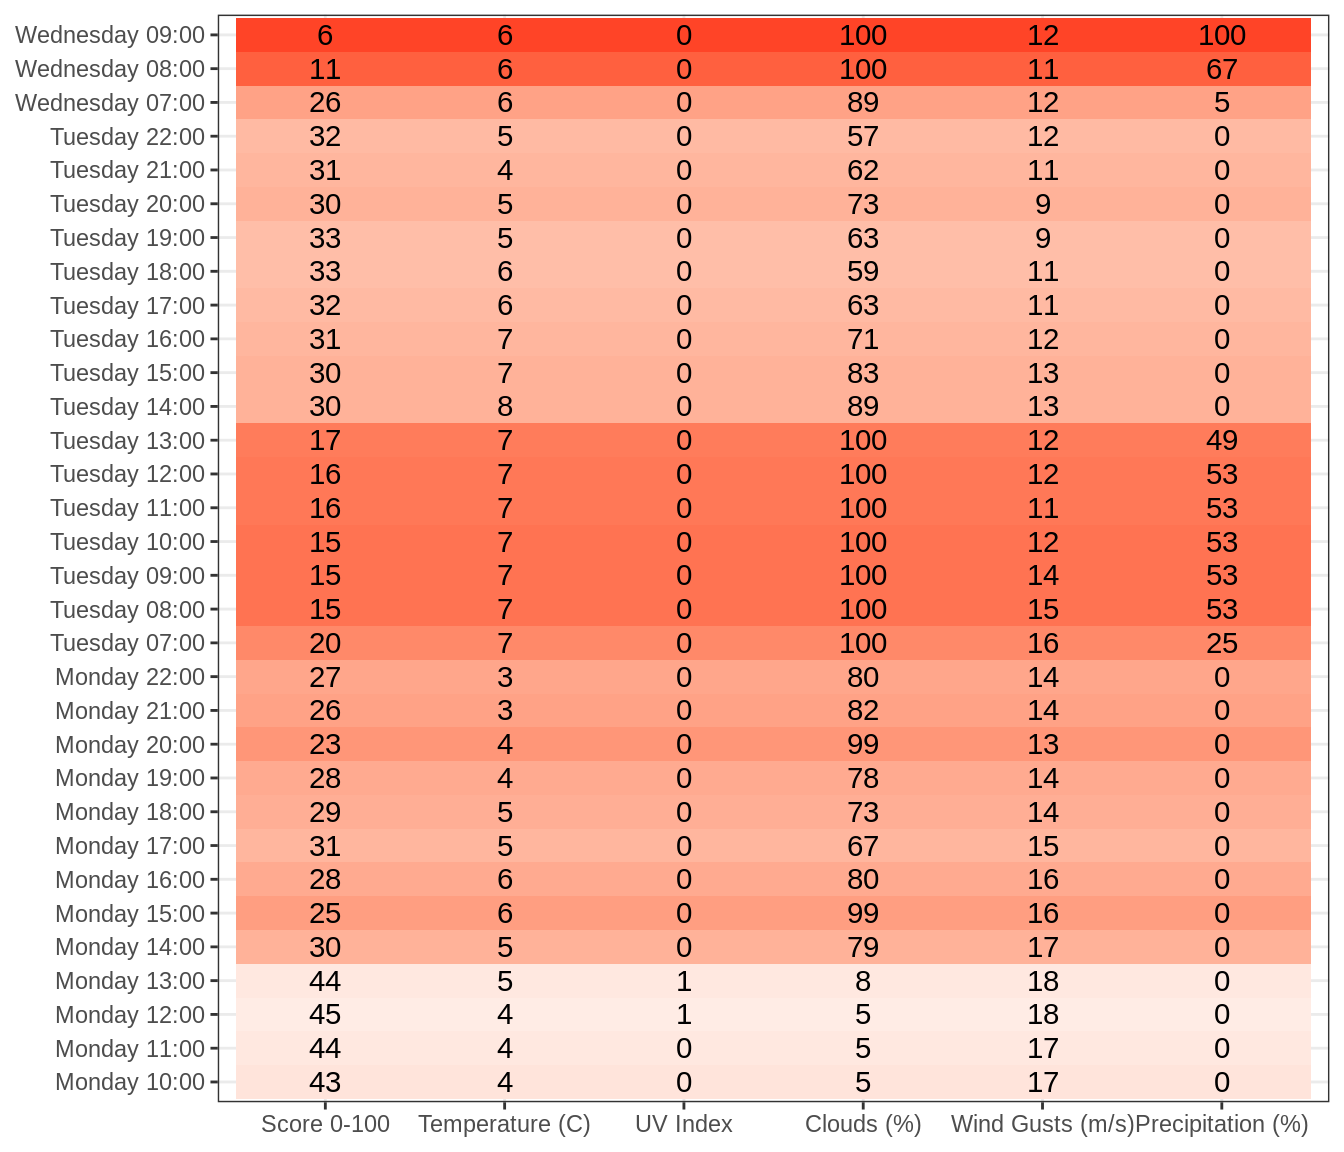 Wednesday 09:00 6 6 0 100 12 100
Wednesday 08:00 11 6 0 100 11 67
Wednesday 07:00 26 6 0 89 12 5
Tuesday 22:00 32 5 0 57 12 0
Tuesday 21:00 31 4 0 62 11 0
Tuesday 20:00 30 5 0 73 9 0
Tuesday 19:00 33 5 0 63 9 0
Tuesday 18:00 33 6 0 59 11 0
Tuesday 17:00 32 6 0 63 11 0
Tuesday 16:00 31 7 0 71 12 0
Tuesday 15:00 30 7 0 83 13 0
Tuesday 14:00 30 8 0 89 13 0
Tuesday 13:00 17 7 0 100 12 49
Tuesday 12:00 16 7 0 100 12 53
Tuesday 11:00 16 7 0 100 11 53
Tuesday 10:00 15 7 0 100 12 53
Tuesday 09:00 15 7 0 100 14 53
Tuesday 08:00 15 7 0 100 15 53
Tuesday 07:00 20 7 0 100 16 25
Monday 22:00 27 3 0 80 14 0
Monday 21:00 26 3 0 82 14 0
Monday 20:00 23 4 0 99 13 0
Monday 19:00 28 4 0 78 14 0
Monday 18:00 29 5 0 73 14 0
Monday 17:00 31 5 0 67 15 0
Monday 16:00 28 6 0 80 16 0
Monday 15:00 25 6 0 99 16 0
Monday 14:00 30 5 0 79 17 0
Monday 13:00 44 5 1 8 18 0
Monday 12:00 45 4 1 5 18 0
Monday 11:00 44 4 0 5 17 0
Monday 10:00 43 4 0 5 17 0
Score 0-100 Temperature (C) UV Index Clouds (%) Wind Gusts (m/s) Precipitation (%)